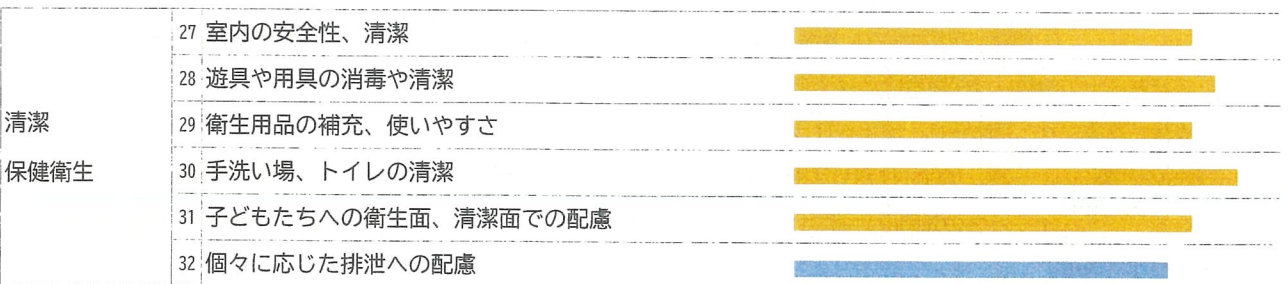 27 室内の安全性、清潔
28 遊具や用具の消毒や清潔
清潔
29 衛生用品の補充、使いやすさ
保健衛生
30 手洗い場、トイレの清潔
31 子どもたちへの衛生面、清潔面での配慮
32 個々に応じた排泄への配慮